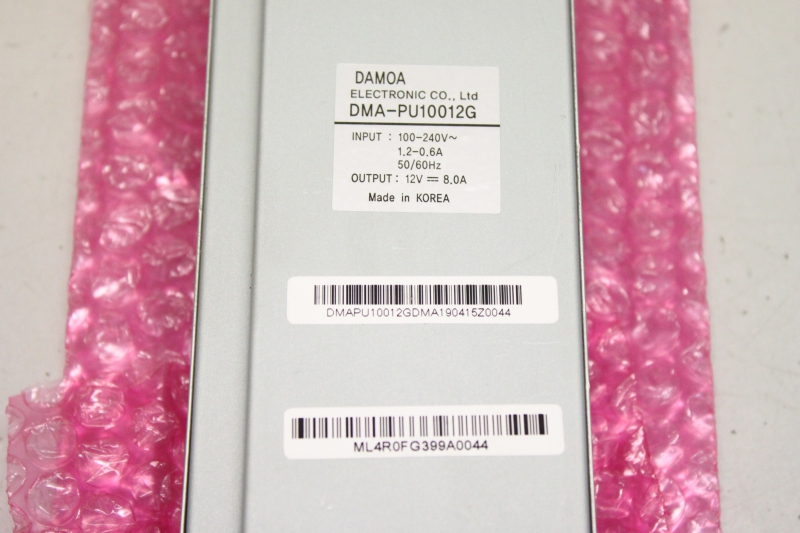 DAMOA
ELECTRONIC CO., Ltd
DMA-PU10012G
INPUT : 100-240V~
1.2-0.6A
50/60Hz
OUTPUT : 12V ⎓ 8.0A
Made in KOREA
DMAPU10012GDMA190415Z0044
ML4R0FG399A0044